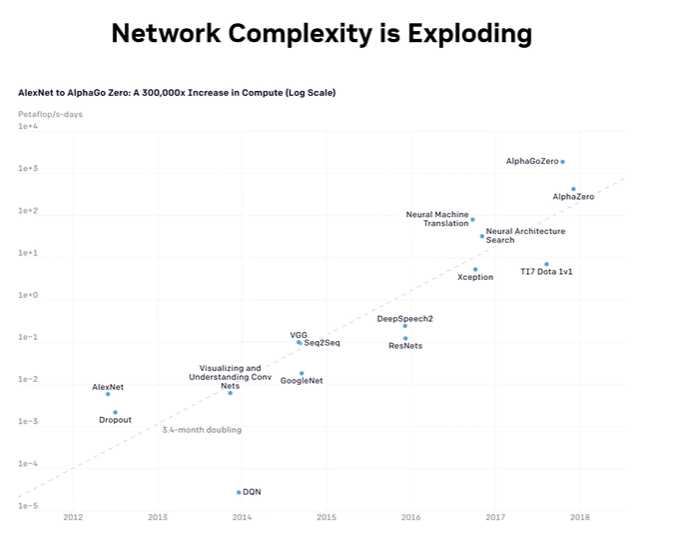 Network Complexity is Exploding
AlexNet to AlphaGo Zero: A 300,000x Increase in Compute (Log Scale)
Petaflop/s-days
1e+4
AlphaGoZero
1e+3
AlphaZero
1e+2
Neural Machine
Translation
Neural Architecture
Search
1e+1
TI7 Dota 1v1
Xception
1e+0
DeepSpeech2
VGG
1e-1
Seq2Seq
ResNets
Visualizing and
Understanding Conv
Nets
GoogleNet
1e-2
AlexNet
Dropout
1e-3
3.4-month doubling
1e-4
DQN
1e-5
2012
2013
2014
2015
2016
2017
2018